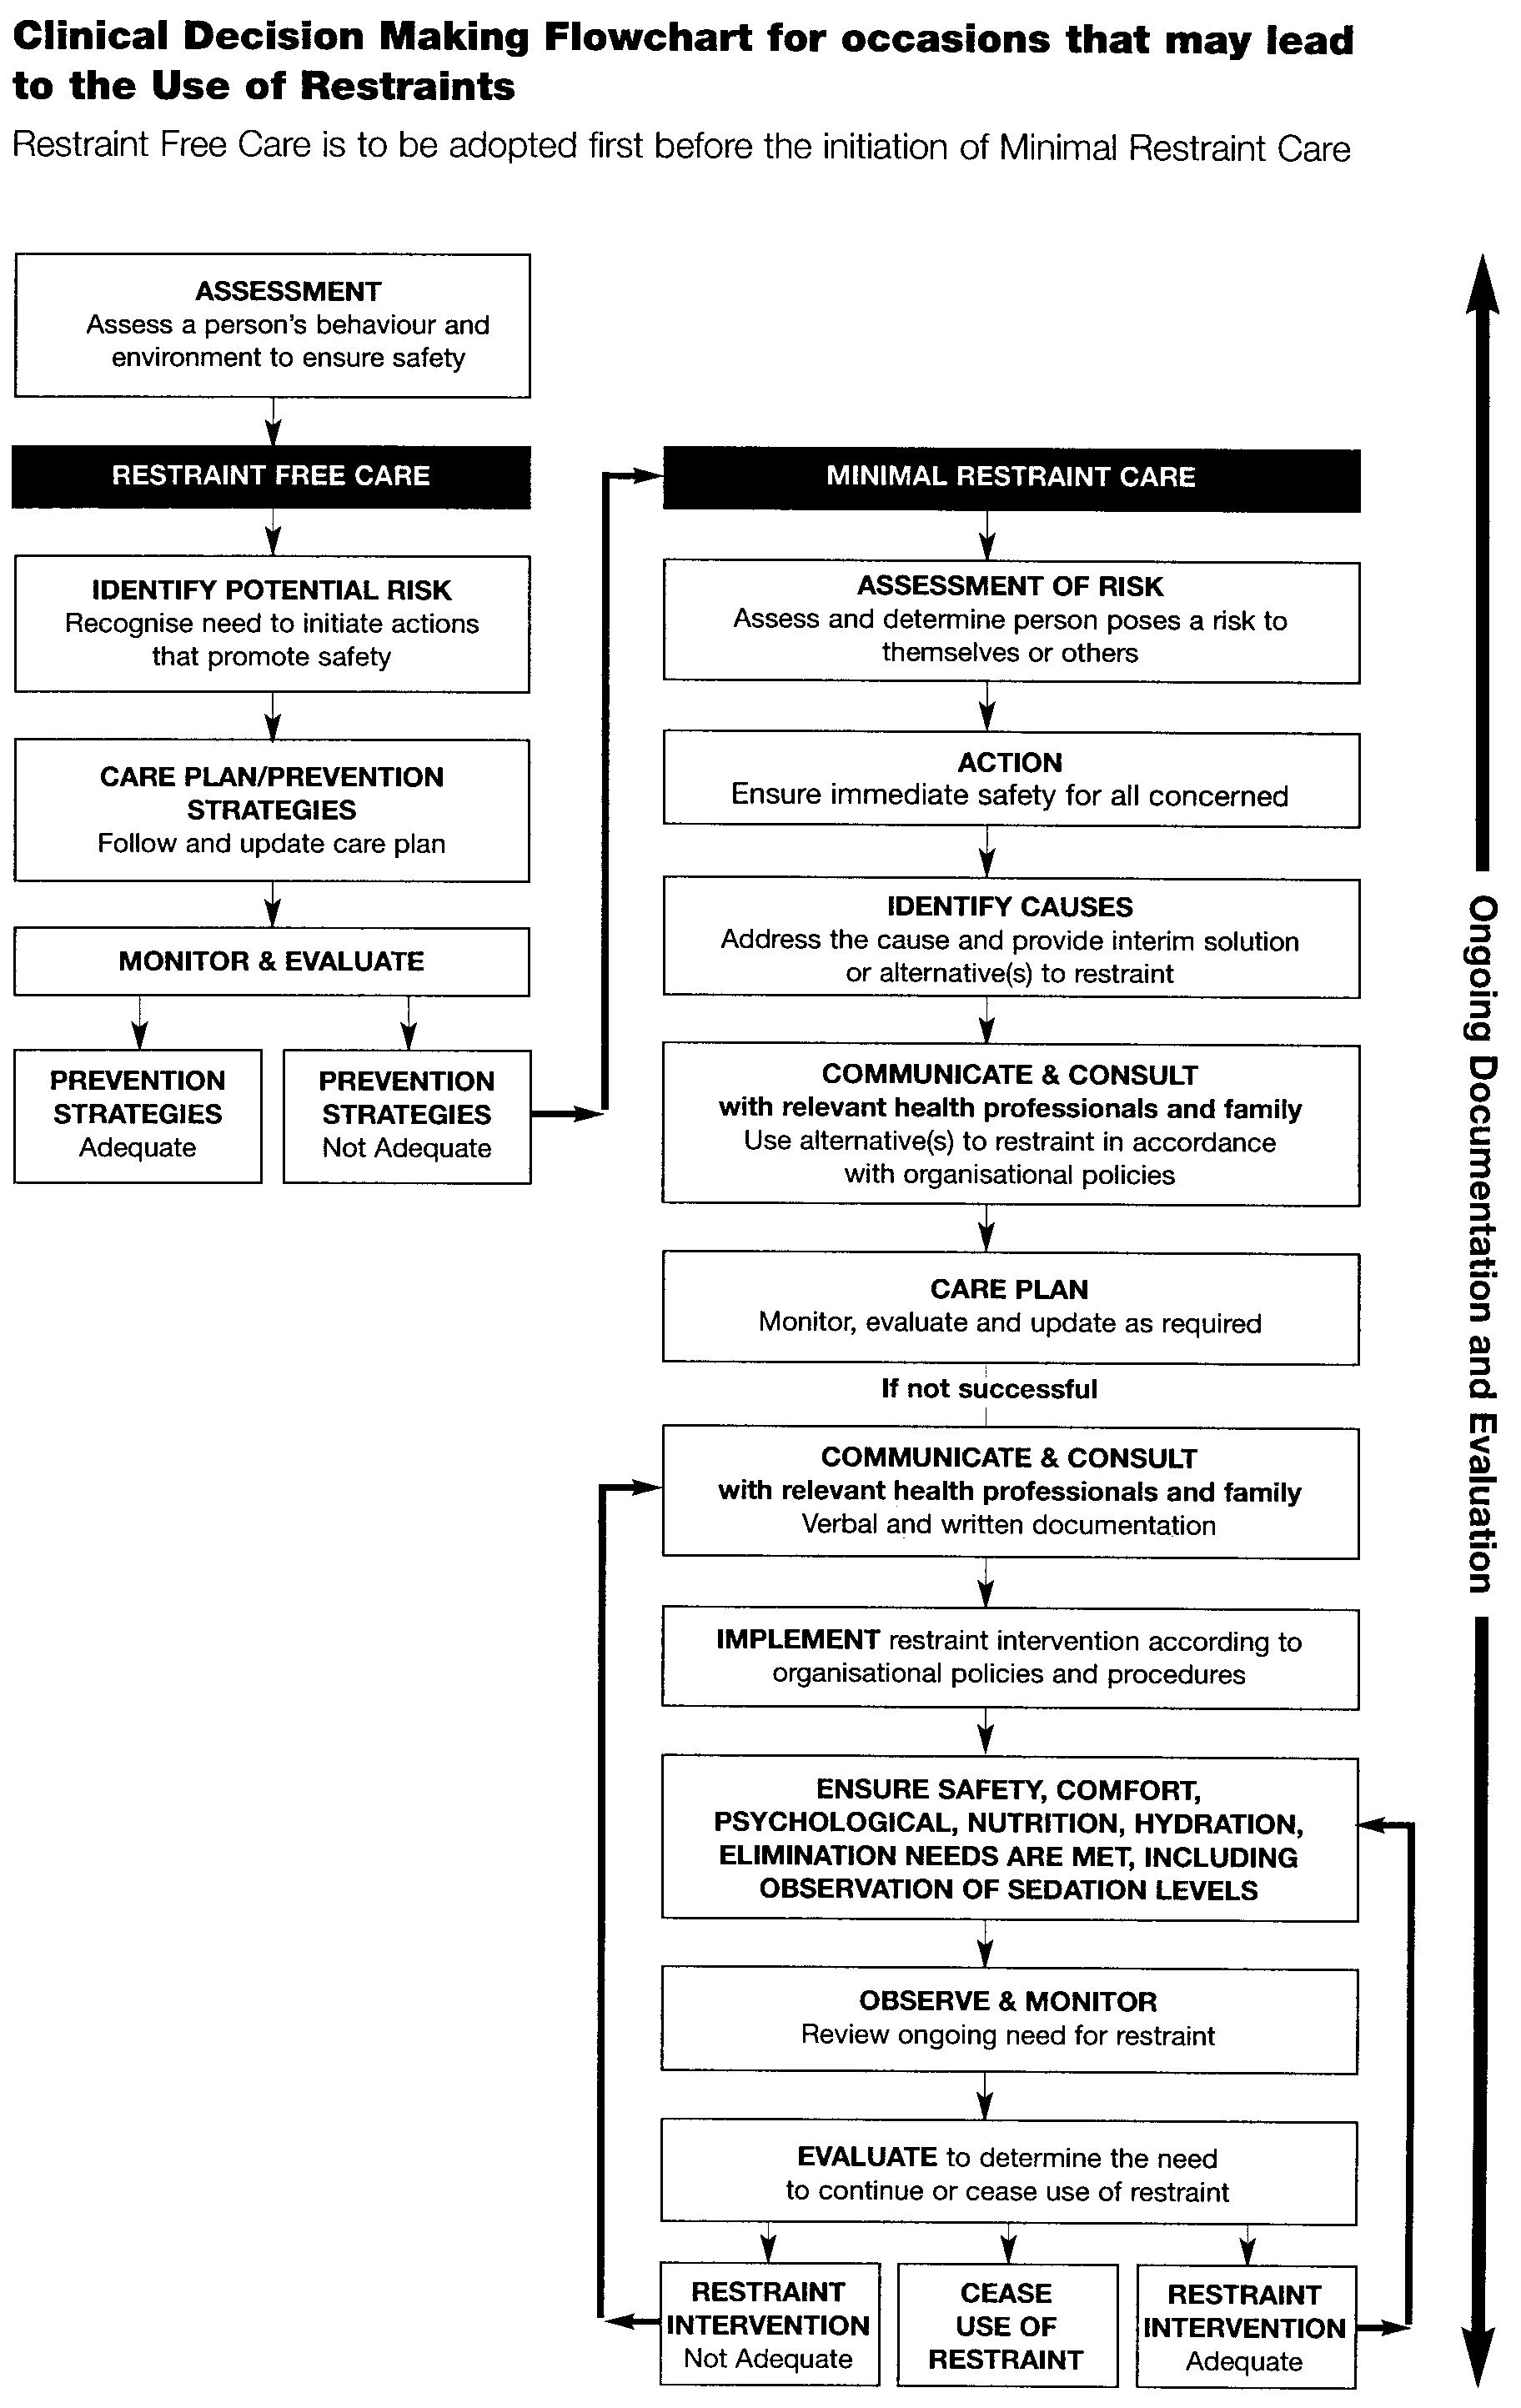 Clinical Decision Making Flowchart for occasions that may lead
to the Use of Restraints
Restraint Free Care is to be adopted first before the initiation of Minimal Restraint Care
ASSESSMENT
Assess a person's behaviour and
environment to ensure safety
RESTRAINT FREE CARE
IDENTIFY POTENTIAL RISK
Recognise need to initiate actions
that promote safety
CARE PLAN/PREVENTION
STRATEGIES
Follow and update care plan
MONITOR & EVALUATE
PREVENTION
STRATEGIES
Adequate
PREVENTION
STRATEGIES
Not Adequate
MINIMAL RESTRAINT CARE
ASSESSMENT OF RISK
Assess and determine person poses a risk to
themselves or others
ACTION
Ensure immediate safety for all concerned
IDENTIFY CAUSES
Address the cause and provide interim solution
or alternative(s) to restraint
COMMUNICATE & CONSULT
with relevant health professionals and family
Use alternative(s) to restraint in accordance
with organisational policies
CARE PLAN
Monitor, evaluate and update as required
If not successful
COMMUNICATE & CONSULT
with relevant health professionals and family
Verbal and written documentation
IMPLEMENT restraint intervention according to
organisational policies and procedures
ENSURE SAFETY, COMFORT,
PSYCHOLOGICAL, NUTRITION, HYDRATION,
ELIMINATION NEEDS ARE MET, INCLUDING
OBSERVATION OF SEDATION LEVELS
OBSERVE & MONITOR
Review ongoing need for restraint
EVALUATE to determine the need
to continue or cease use of restraint
RESTRAINT
INTERVENTION
Not Adequate
CEASE
USE OF
RESTRAINT
RESTRAINT
INTERVENTION
Adequate
Ongoing Documentation and Evaluation